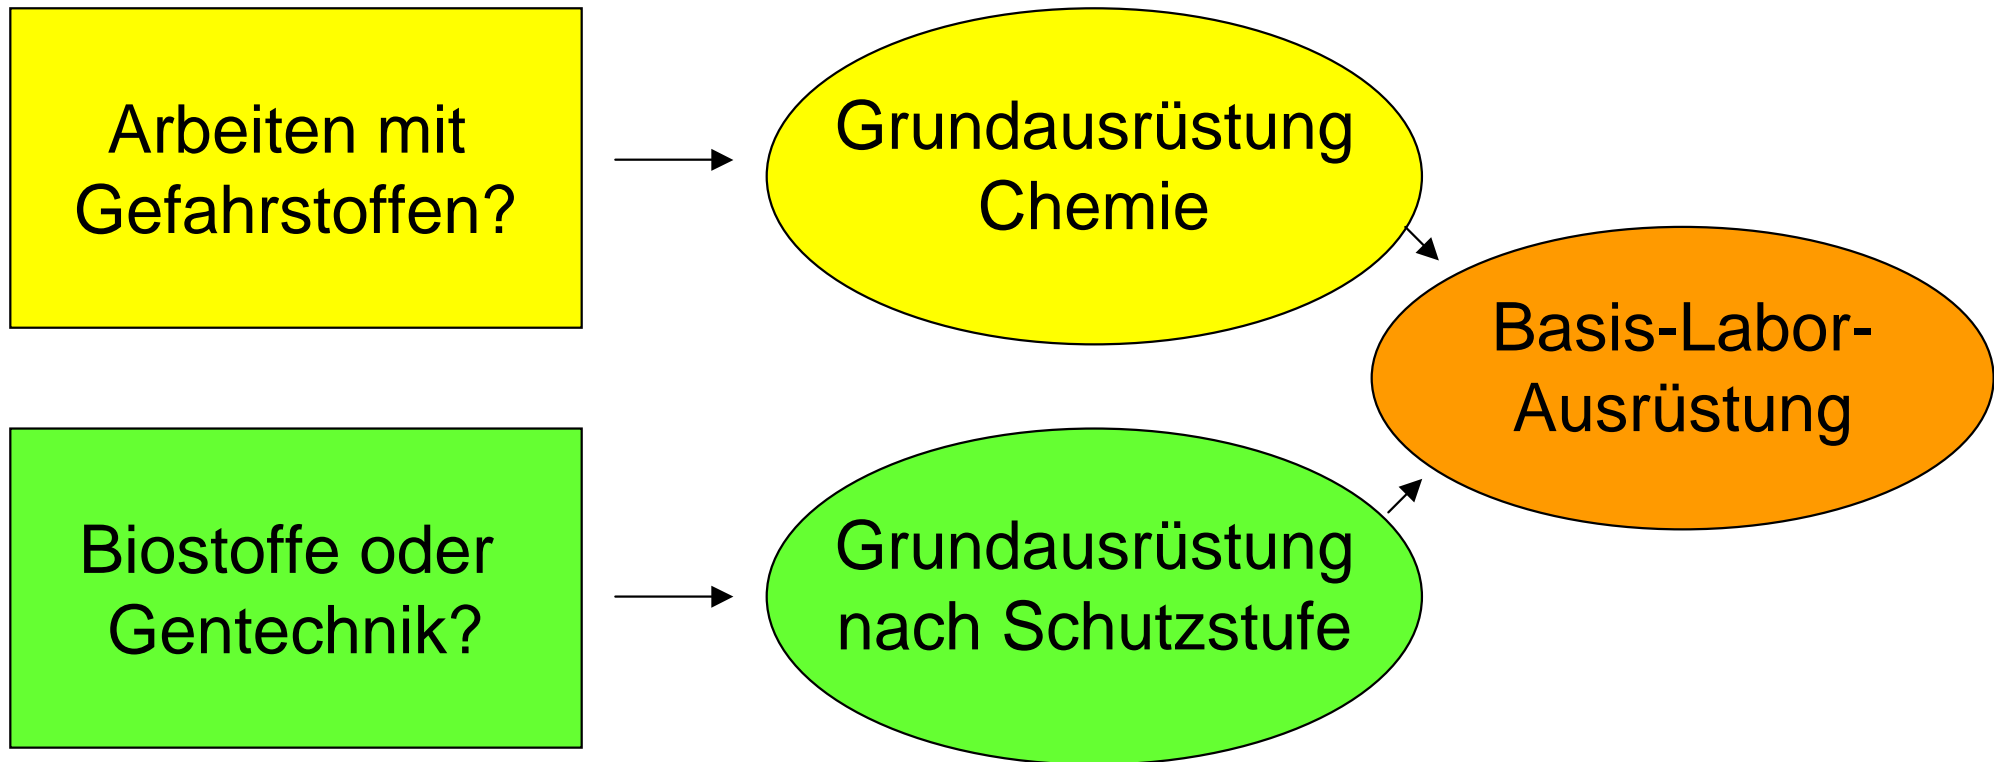 Arbeiten mit
Gefahrstoffen?
Grundausrüstung
Chemie
Basis-Labor-
Ausrüstung
Biostoffe oder
Gentechnik?
Grundausrüstung
nach Schutzstufe